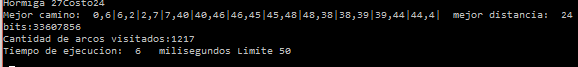 Hormiga 27Costo24
Mejor camino:  0,6|6,2|2,7|7,40|40,46|46,45|45,48|48,38|38,39|39,44|44,4|  mejor distancia:  24
bits:33607856
Cantidad de arcos visitados:1217
Tiempo de ejecucion:  6   milisegundos Limite 50